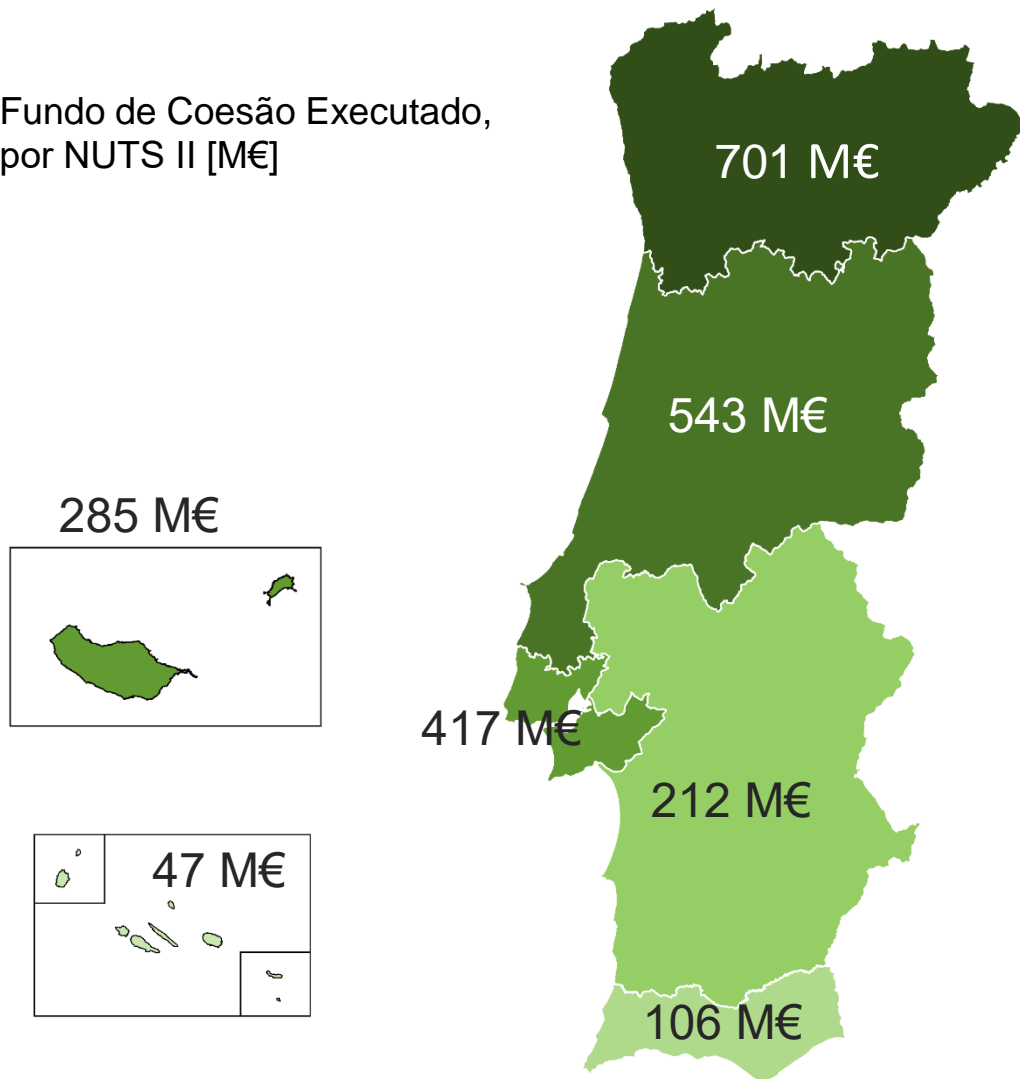 Fundo de Coesão Executado,
por NUTS II [M€]
701 M€
543 M€
285 M€
417 M€
212 M€
47 M€
106 M€